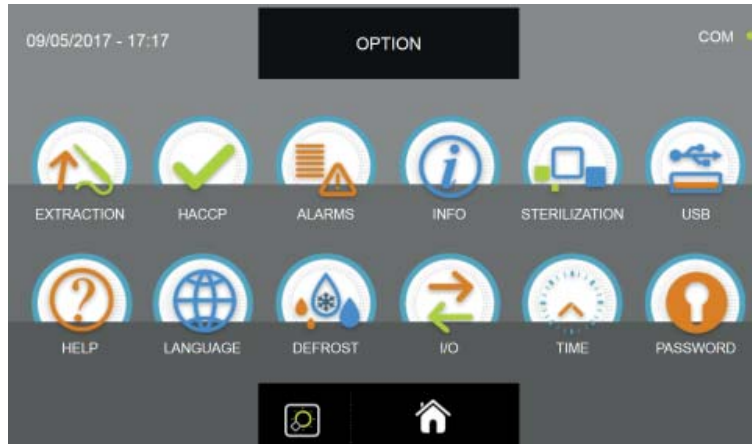 09/05/2017 - 17:17
OPTION
COM
EXTRACTION
HACCP
ALARMS
INFO
STERILIZATION
USB
HELP
LANGUAGE
DEFROST
I/O
TIME
PASSWORD